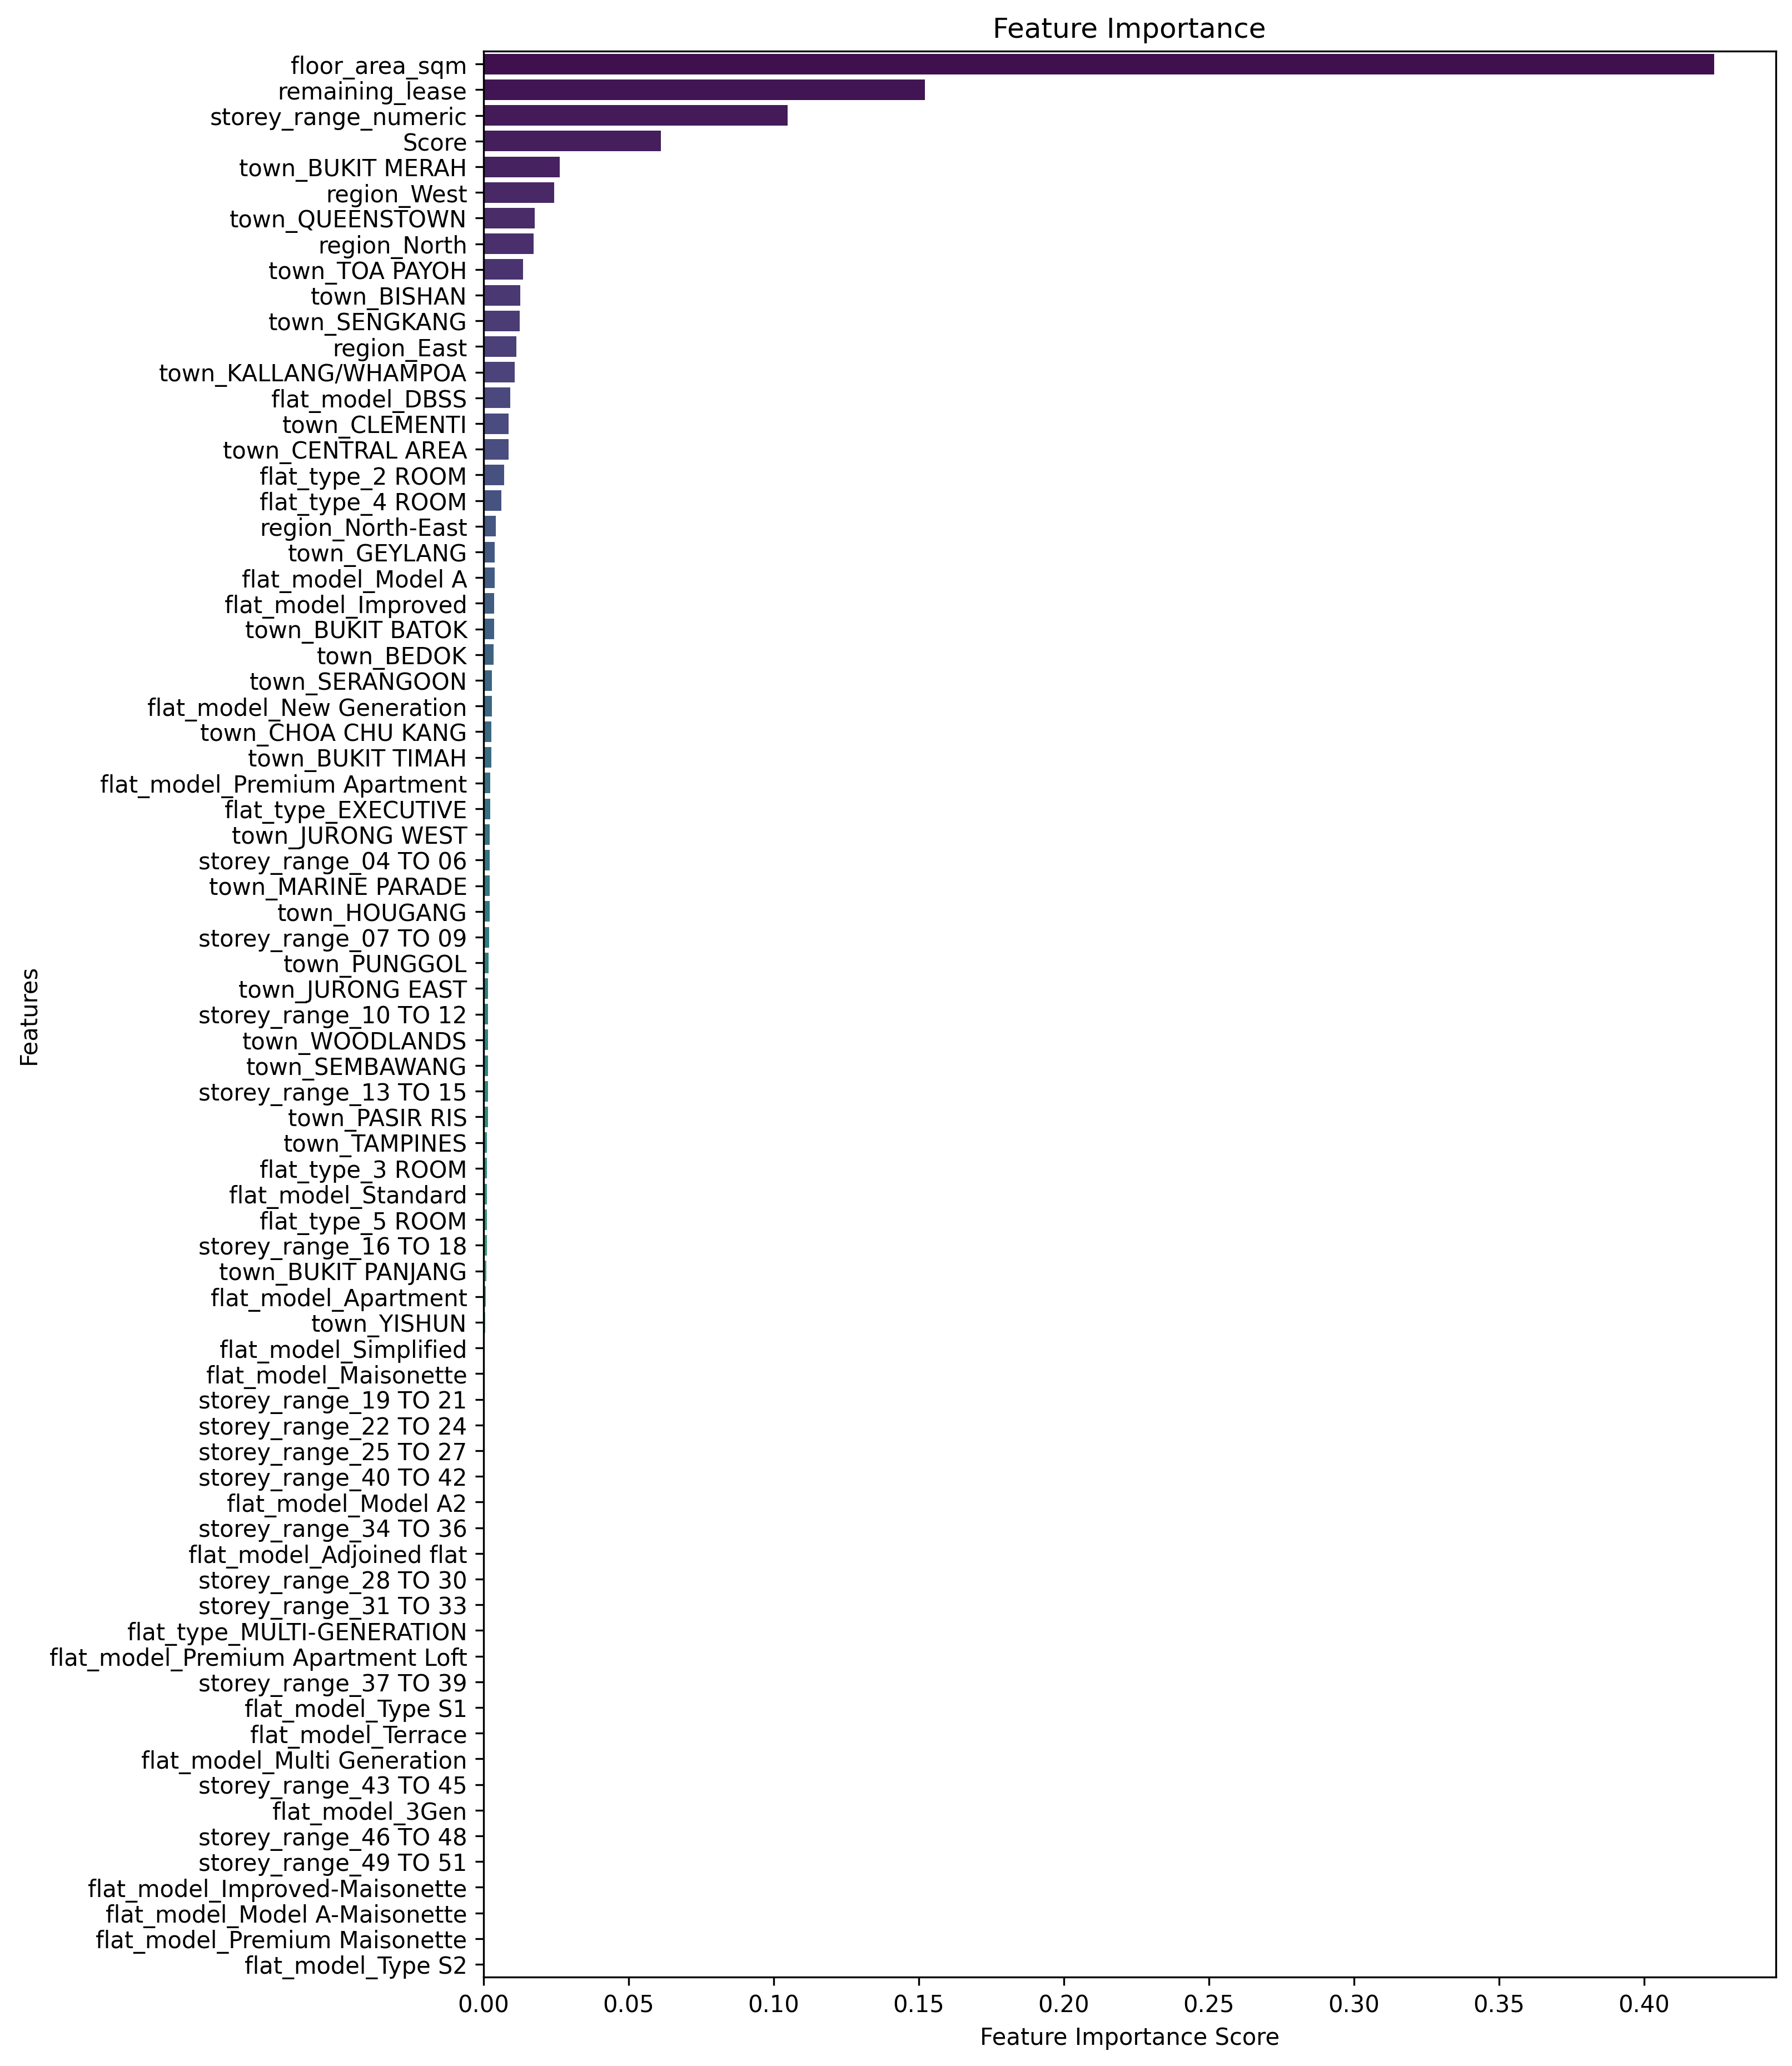 Feature Importance
floor_area_sqm
remaining_lease
storey_range_numeric
Score
town_BUKIT MERAH
region_West
town_QUEENSTOWN
region_North
town_TOA PAYOH
town_BISHAN
town_SENGKANG
region_East
town_KALLANG/WHAMPOA
flat_model_DBSS
town_CLEMENTI
town_CENTRAL AREA
flat_type_2 ROOM
flat_type_4 ROOM
region_North-East
town_GEYLANG
flat_model_Model A
flat_model_Improved
town_BUKIT BATOK
town_BEDOK
town_SERANGOON
flat_model_New Generation
town_CHOA CHU KANG
town_BUKIT TIMAH
flat_model_Premium Apartment
flat_type_EXECUTIVE
town_JURONG WEST
storey_range_04 TO 06
town_MARINE PARADE
town_HOUGANG
storey_range_07 TO 09
town_PUNGGOL
town_JURONG EAST
storey_range_10 TO 12
town_WOODLANDS
town_SEMBAWANG
storey_range_13 TO 15
town_PASIR RIS
town_TAMPINES
flat_type_3 ROOM
flat_model_Standard
flat_type_5 ROOM
storey_range_16 TO 18
town_BUKIT PANJANG
flat_model_Apartment
town_YISHUN
flat_model_Simplified
flat_model_Maisonette
storey_range_19 TO 21
storey_range_22 TO 24
storey_range_25 TO 27
storey_range_40 TO 42
flat_model_Model A2
storey_range_34 TO 36
flat_model_Adjoined flat
storey_range_28 TO 30
storey_range_31 TO 33
flat_type_MULTI-GENERATION
flat_model_Premium Apartment Loft
storey_range_37 TO 39
flat_model_Type S1
flat_model_Terrace
flat_model_Multi Generation
storey_range_43 TO 45
flat_model_3Gen
storey_range_46 TO 48
storey_range_49 TO 51
flat_model_Improved-Maisonette
flat_model_Model A-Maisonette
flat_model_Premium Maisonette
flat_model_Type S2
Features
0.00 0.05 0.10 0.15 0.20 0.25 0.30 0.35 0.40
Feature Importance Score